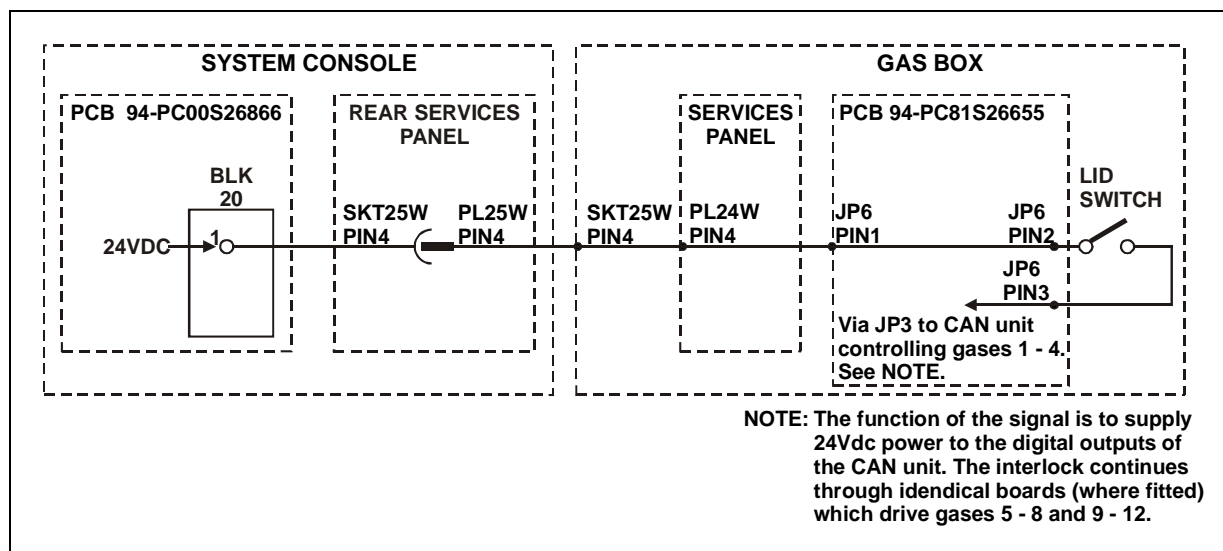 SYSTEM CONSOLE
GAS BOX
PCB 94-PC00S26866
REAR SERVICES
PANEL
SERVICES
PANEL
PCB 94-PC81S26655
BLK
20
LID
SWITCH
SKT25W
PIN4
PL25W
PIN4
SKT25W
PIN4
PL24W
PIN4
JP6
PIN1
JP6
PIN2
24VDC
1
JP6
PIN3
Via JP3 to CAN unit
controlling gases 1 - 4.
See NOTE.
NOTE: The function of the signal is to supply
24Vdc power to the digital outputs of
the CAN unit. The interlock continues
through idendical boards (where fitted)
which drive gases 5 - 8 and 9 - 12.